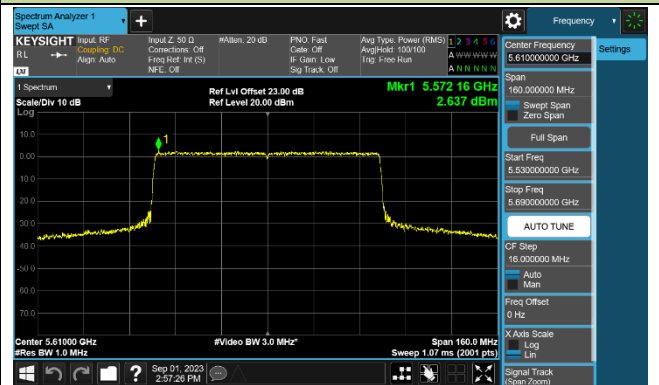 Spectrum Analyzer 1
Swept SA
Frequency
KEYSIGHT
RL
LXI
Input: RF
Coupling: DC
Align: Auto
Input Z: 50 Ω
Corrections: Off
Freq Ref: Int (S)
NFE: Off
#Atten: 20 dB
PNO: Fast
Gate: Off
IF Gain: Low
Sig Track: Off
Avg Type: Power (RMS)
Avg|Hold: 100/100
Trig: Free Run
1 2 3 4 5 6
A W W W W W
A N N N N N
1 Spectrum
Scale/Div 10 dB
Log
Ref Lvl Offset 23.00 dB
Ref Level 20.00 dBm
Mkr1 5.572 16 GHz
2.637 dBm
1
10.0
0.00
-10.0
-20.0
-30.0
-40.0
-50.0
-60.0
-70.0
Center 5.61000 GHz
#Res BW 1.0 MHz
#Video BW 3.0 MHz*
Span 160.0 MHz
Sweep 1.07 ms (2001 pts)
Sep 01, 2023
2:57:26 PM
Center Frequency
5.610000000 GHz
Settings
Span
160.000000 MHz
Swept Span
Zero Span
Full Span
Start Freq
5.530000000 GHz
Stop Freq
5.690000000 GHz
AUTO TUNE
CF Step
16.000000 MHz
Auto
Man
Freq Offset
0 Hz
X Axis Scale
Log
Lin
Signal Track
(Span Zoom)